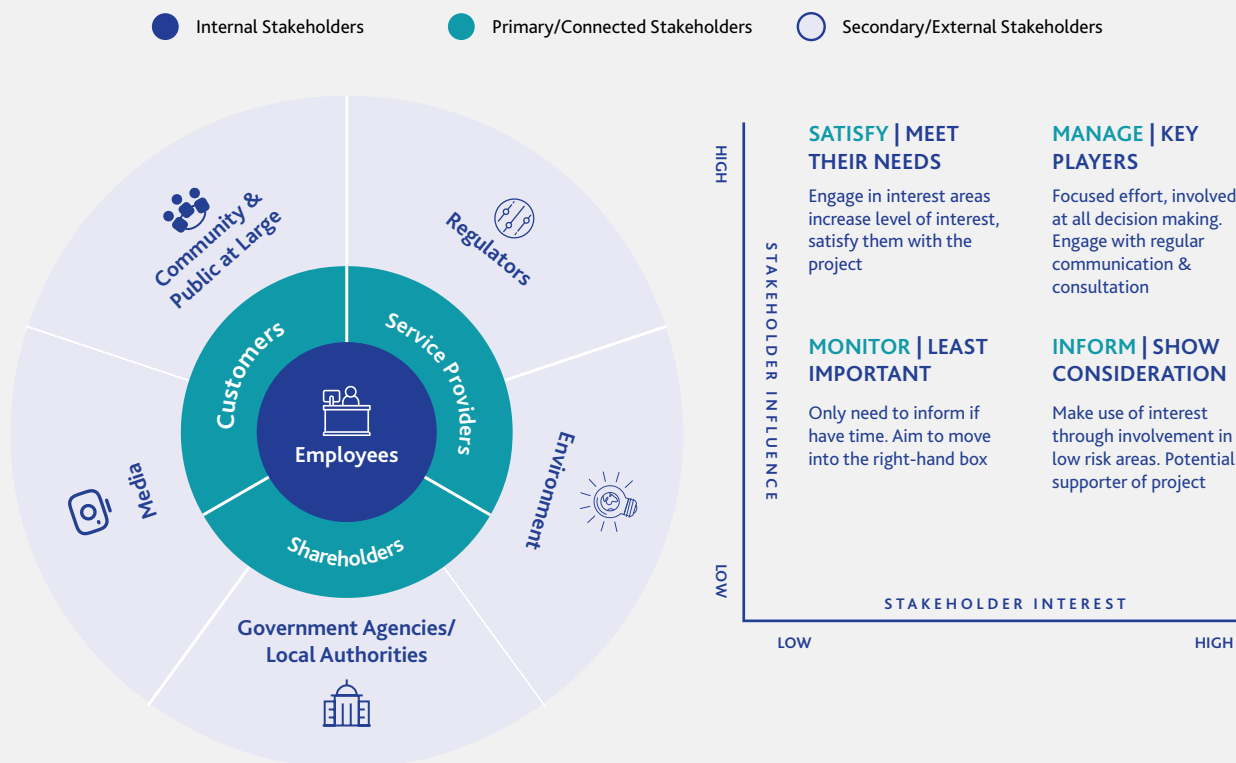 Internal Stakeholders
Primary/Connected Stakeholders
Secondary/External Stakeholders
Community &
Public at Large
Regulators
Customers
Service Providers
Employees
Media
Environment
Shareholders
Government Agencies/
Local Authorities
HIGH
STAKEHOLDER INFLUENCE
LOW
SATISFY | MEET
THEIR NEEDS
Engage in interest areas
increase level of interest,
satisfy them with the
project
MANAGE | KEY
PLAYERS
Focused effort, involved
at all decision making.
Engage with regular
communication &
consultation
MONITOR | LEAST
IMPORTANT
Only need to inform if
have time. Aim to move
into the right-hand box
INFORM | SHOW
CONSIDERATION
Make use of interest
through involvement in
low risk areas. Potential
supporter of project
STAKEHOLDER INTEREST
LOW
HIGH